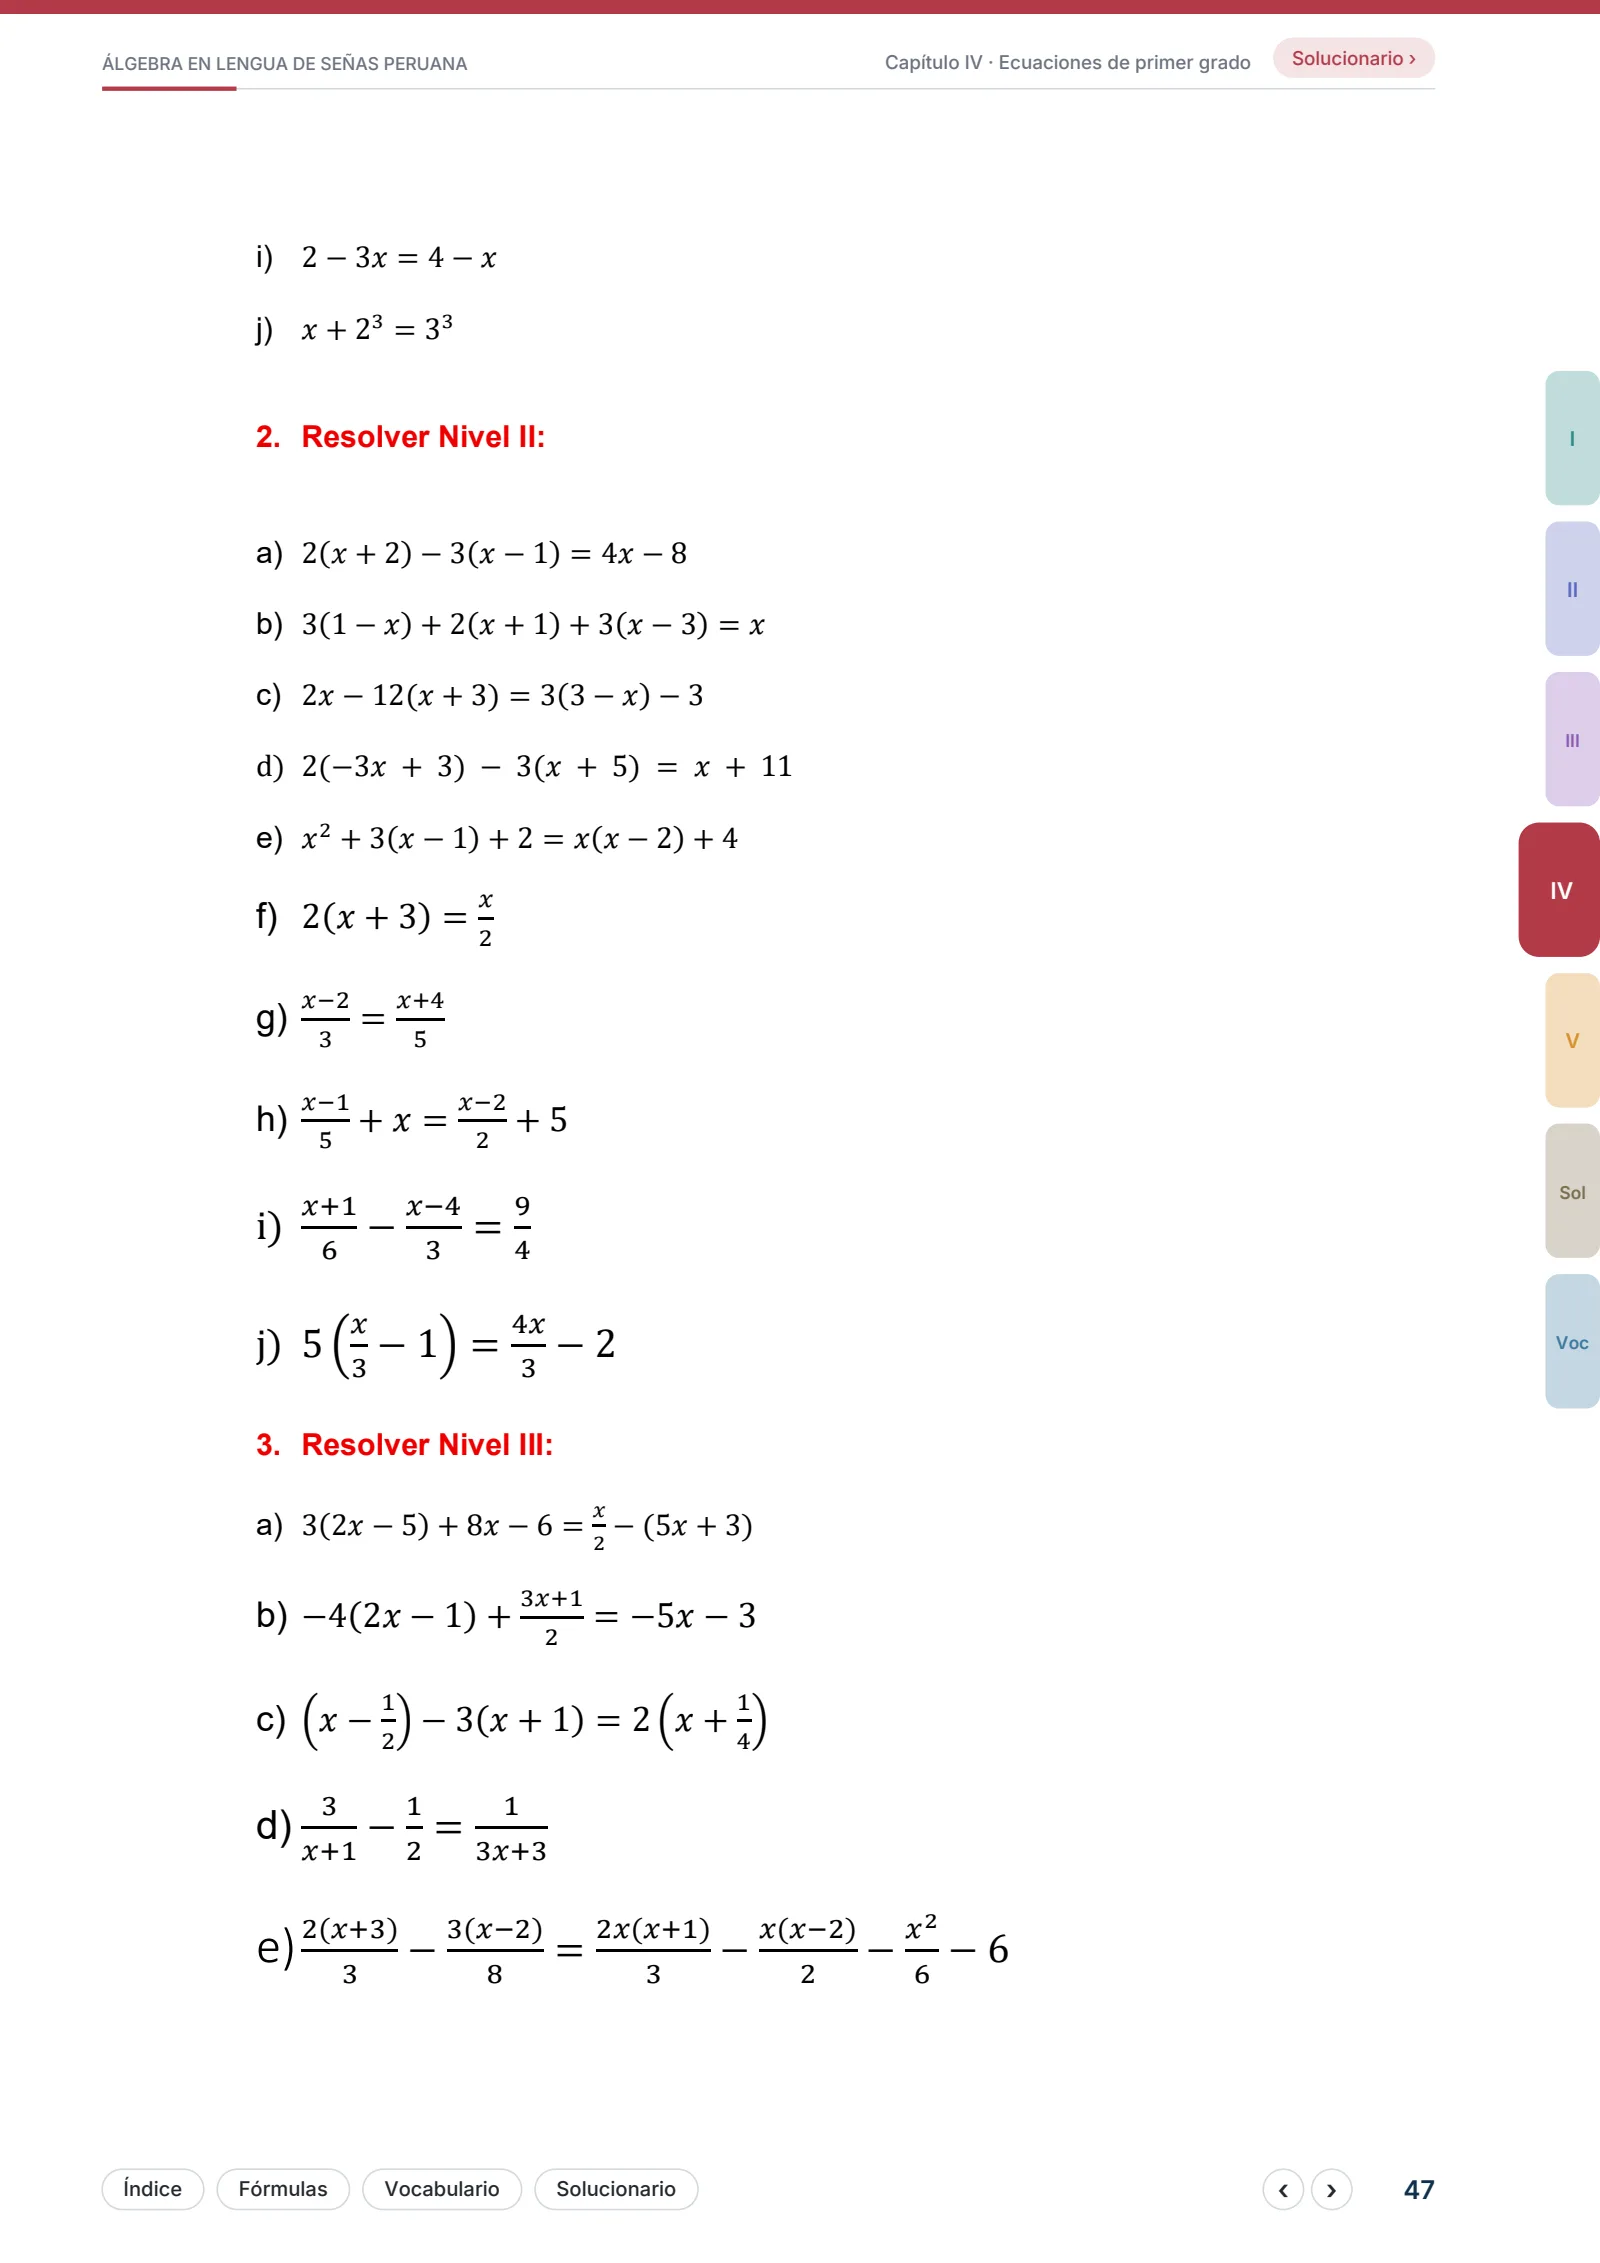 ÁLGEBRA EN LENGUA DE SEÑAS PERUANA
Capítulo IV · Ecuaciones de primer grado
Solucionario ›
i) 2 − 3x = 4 − x
j) x + 2³ = 3³
2. Resolver Nivel II:
a) 2(x + 2) − 3(x − 1) = 4x − 8
b) 3(1 − x) + 2(x + 1) + 3(x − 3) = x
c) 2x − 12(x + 3) = 3(3 − x) − 3
d) 2(−3x + 3) − 3(x + 5) = x + 11
e) x² + 3(x − 1) + 2 = x(x − 2) + 4
f) 2(x + 3) = x/2
g) (x−2)/3 = (x+4)/5
h) (x−1)/5 + x = (x−2)/2 + 5
i) (x+1)/6 − (x−4)/3 = 9/4
j) 5(x/3 − 1) = 4x/3 − 2
3. Resolver Nivel III:
a) 3(2x − 5) + 8x − 6 = x/2 − (5x + 3)
b) −4(2x − 1) + (3x+1)/2 = −5x − 3
c) (x − 1/2) − 3(x + 1) = 2(x + 1/4)
d) 3/(x+1) − 1/2 = 1/(3x+3)
e) 2(x+3)/3 − 3(x−2)/8 = 2x(x+1)/3 − x(x−2)/2 − x²/6 − 6
I
II
III
IV
V
Sol
Voc
Índice
Fórmulas
Vocabulario
Solucionario
‹
›
47